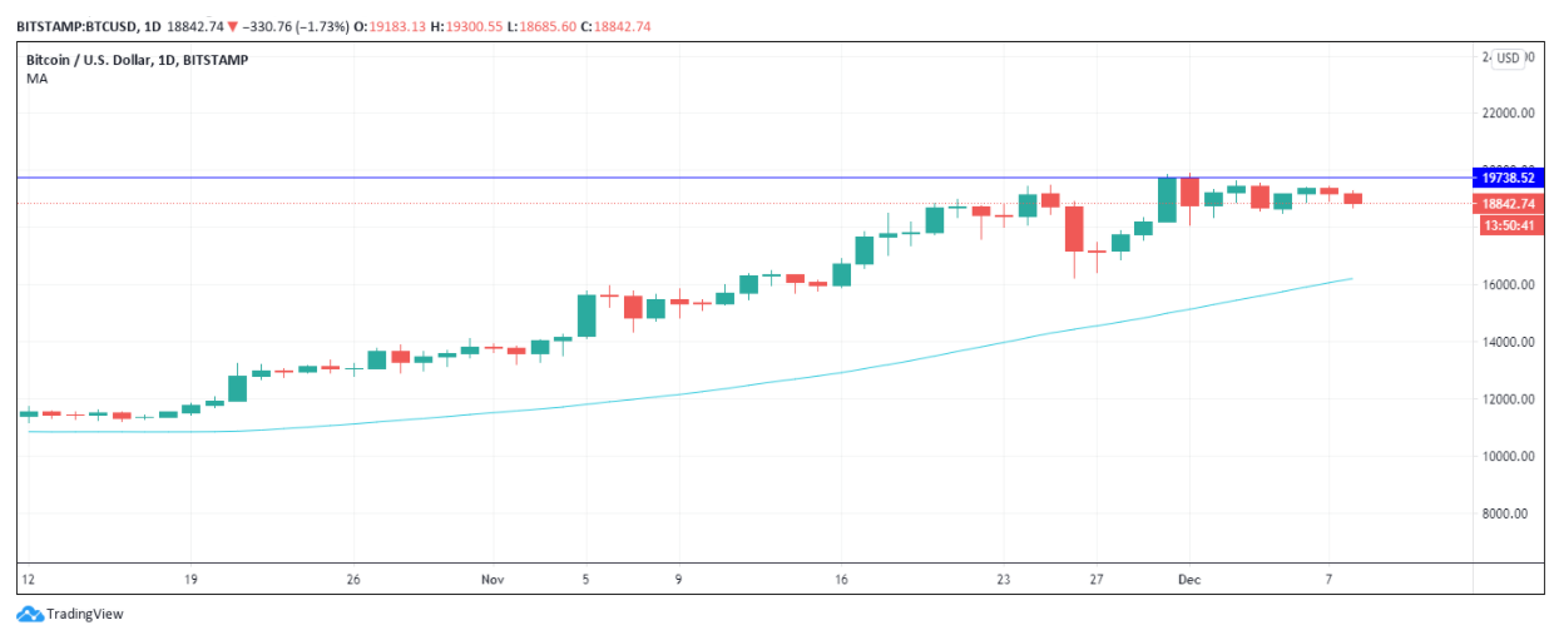 BITSTAMP:BTCUSD, 1D 18842.74 ▼ −330.76 (−1.73%) O:19183.13 H:19300.55 L:18685.60 C:18842.74
Bitcoin / U.S. Dollar, 1D, BITSTAMP
MA
USD
22000.00
19738.52
18842.74
13:50:41
16000.00
14000.00
12000.00
10000.00
8000.00
12 19 26 Nov 5 9 16 23 27 Dec 7
TradingView